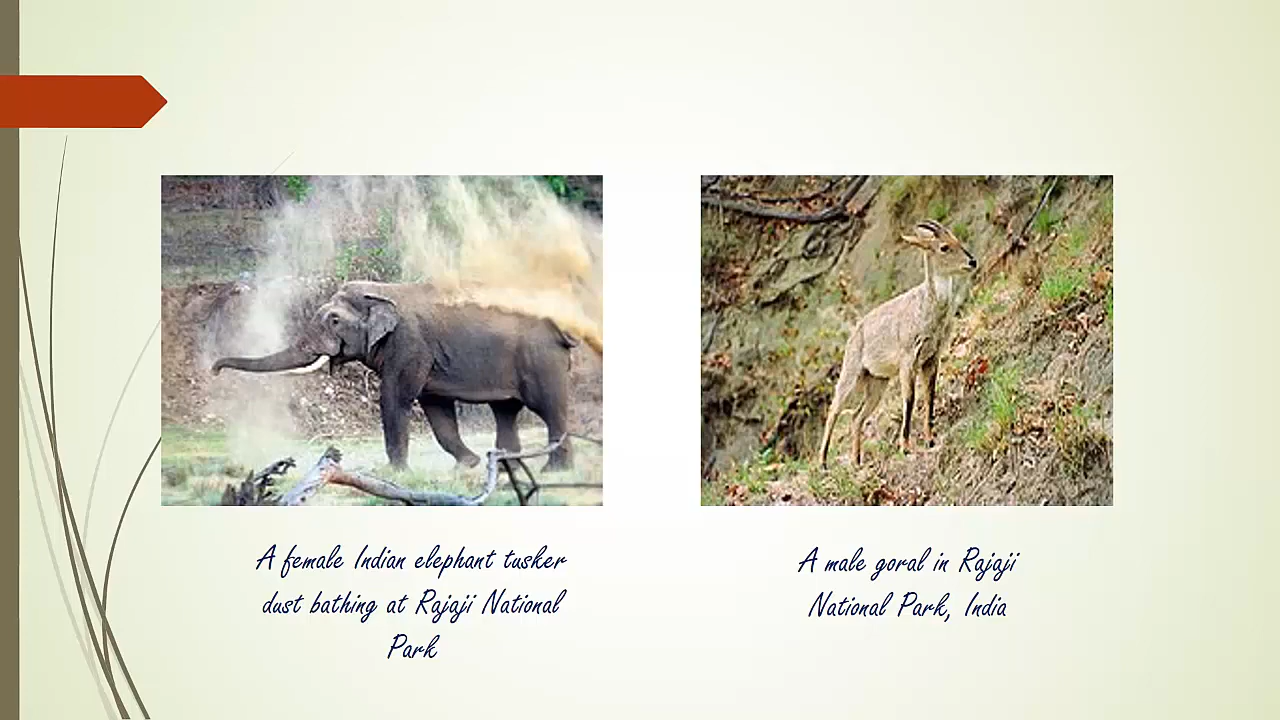 A female Indian elephant tusker
dust bathing at Rajaji National
Park
A male goral in Rajaji
National Park, India